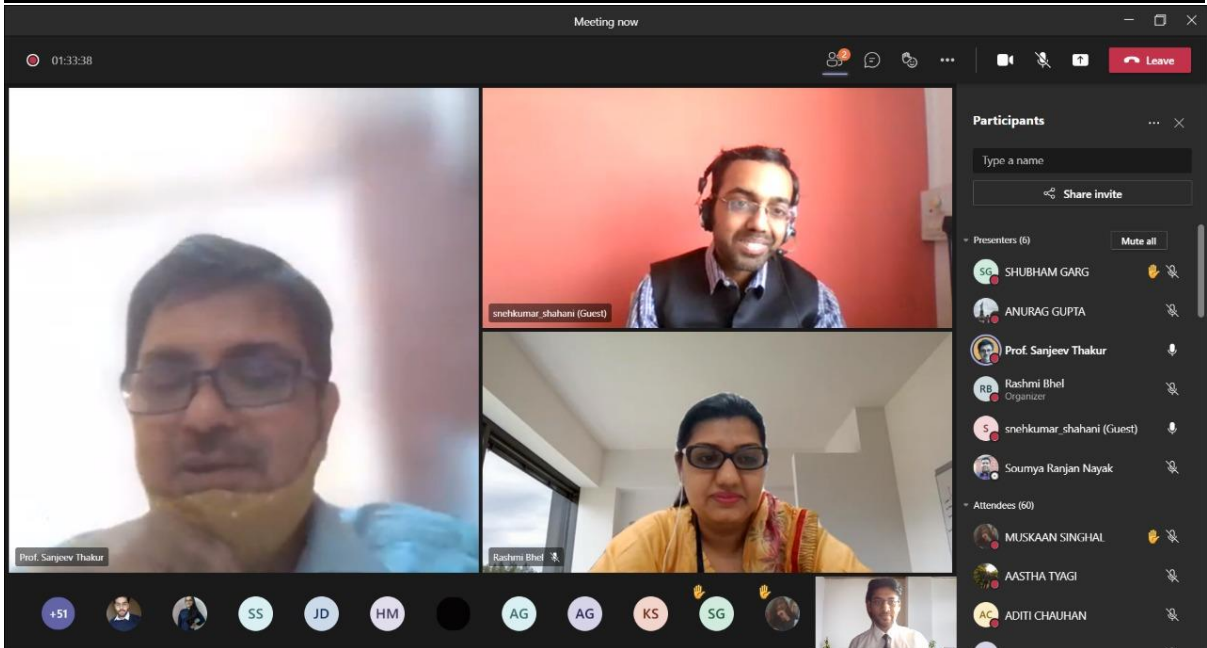 Meeting now
01:33:38
2
Leave
snehkumar_shahani (Guest)
Prof. Sanjeev Thakur
Rashmi Bhel
+51
SS
JD
HM
AG
AG
KS
SG
Participants
Type a name
Share invite
Presenters (6)
Mute all
SG SHUBHAM GARG
ANURAG GUPTA
Prof. Sanjeev Thakur
RB Rashmi Bhel
Organizer
S snehkumar_shahani (Guest)
Soumya Ranjan Nayak
Attendees (60)
MUSKAAN SINGHAL
AASTHA TYAGI
AC ADITI CHAUHAN